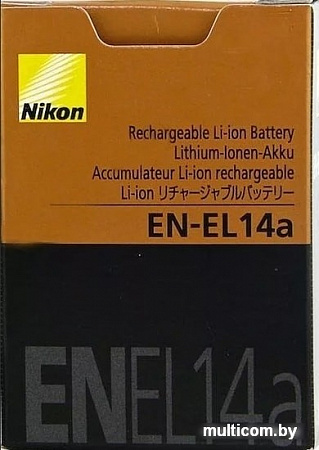 Nikon
Rechargeable Li-ion Battery
Lithium-Ionen-Akku
Accumulateur Li-ion rechargeable
Li-ion リチャージャブルバッテリー
EN-EL14a
ENEL14a
multicom.by